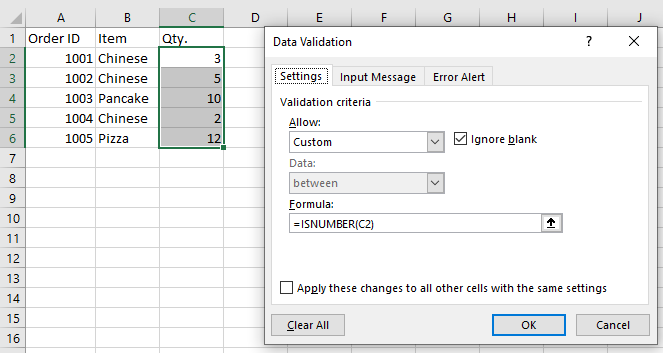 A B C D E F G H I J
1 Order ID Item Qty.
2 1001 Chinese 3
3 1002 Chinese 5
4 1003 Pancake 10
5 1004 Chinese 2
6 1005 Pizza 12
7
8
9
10
11
12
13
14
15
16
Data Validation ? ×
Settings Input Message Error Alert
Validation criteria
Allow:
Custom Ignore blank
Data:
between
Formula:
=ISNUMBER(C2)
Apply these changes to all other cells with the same settings
Clear All OK Cancel